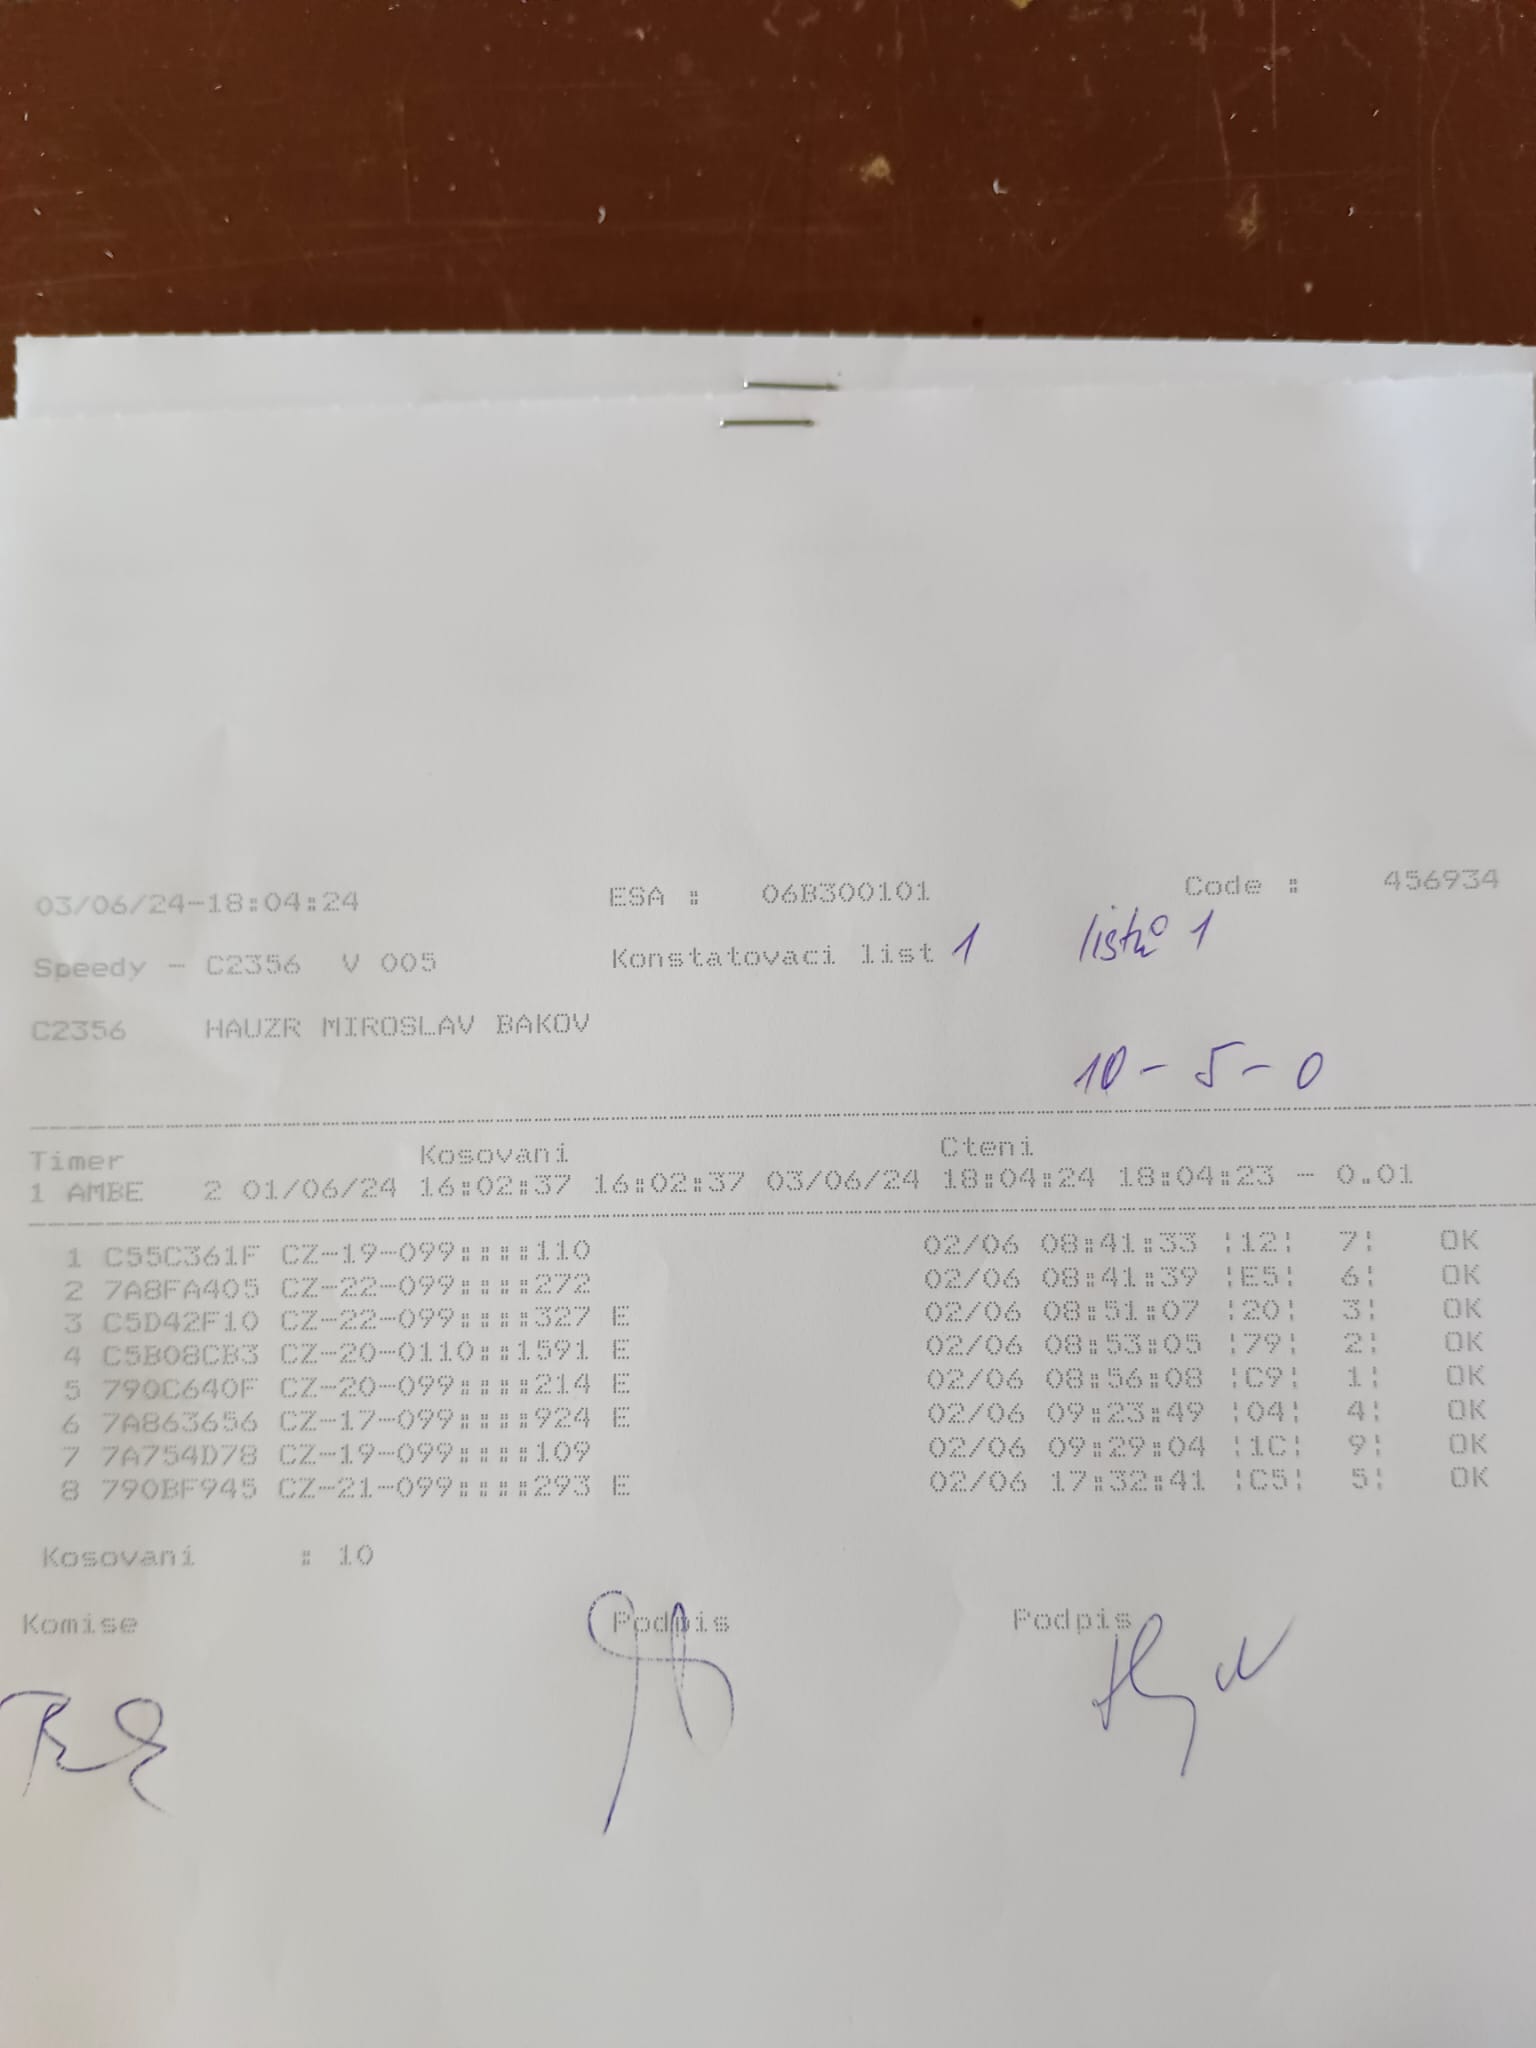 03/06/24-18:04:24 ESA : 06B300101 Code : 456934
Speedy - C2356 V 005 Konstatovaci list 1 listů 1
C2356 HAUZR MIROSLAV BAKOV
10 - 5 - 0
Timer Kosovani Cteni
1 AMBE 2 01/06/24 16:02:37 16:02:37 03/06/24 18:04:24 18:04:23 - 0.01
1 C55C361F CZ-19-099::::110 02/06 08:41:33 ¦12¦ 7¦ OK
2 7A8FA405 CZ-22-099::::272 02/06 08:41:39 ¦E5¦ 6¦ OK
3 C5D42F10 CZ-22-099::::327 E 02/06 08:51:07 ¦20¦ 3¦ OK
4 C5B08CB3 CZ-20-0110::1591 E 02/06 08:53:05 ¦79¦ 2¦ OK
5 790C640F CZ-20-099::::214 E 02/06 08:56:08 ¦C9¦ 1¦ OK
6 7A863656 CZ-17-099::::924 E 02/06 09:23:49 ¦04¦ 4¦ OK
7 7A754D78 CZ-19-099::::109 02/06 09:29:04 ¦1C¦ 9¦ OK
8 790BF945 CZ-21-099::::293 E 02/06 17:32:41 ¦C5¦ 5¦ OK
Kosovani : 10
Komise Podpis Podpis